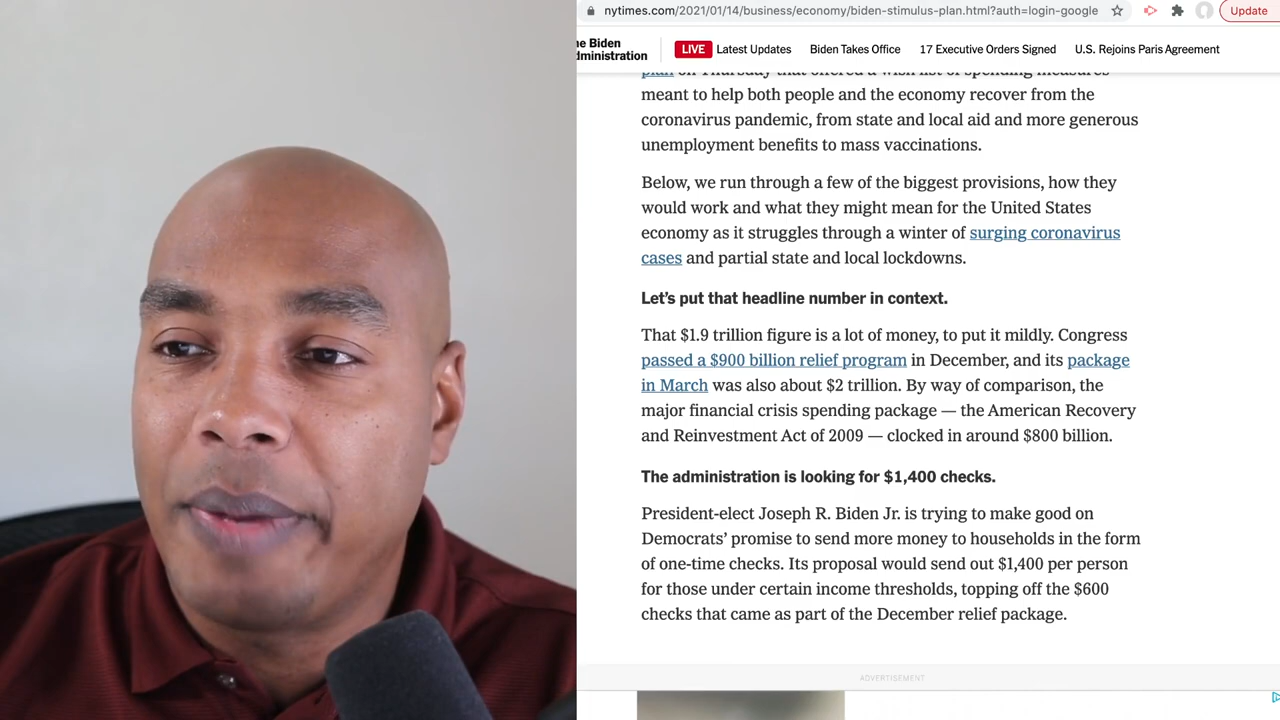 nytimes.com/2021/01/14/business/economy/biden-stimulus-plan.html?auth=login-google
Update
he Biden
dministration
LIVE Latest Updates Biden Takes Office 17 Executive Orders Signed U.S. Rejoins Paris Agreement
plan on Thursday that offered a wish list of spending measures
meant to help both people and the economy recover from the
coronavirus pandemic, from state and local aid and more generous
unemployment benefits to mass vaccinations.
Below, we run through a few of the biggest provisions, how they
would work and what they might mean for the United States
economy as it struggles through a winter of surging coronavirus
cases and partial state and local lockdowns.
Let’s put that headline number in context.
That $1.9 trillion figure is a lot of money, to put it mildly. Congress
passed a $900 billion relief program in December, and its package
in March was also about $2 trillion. By way of comparison, the
major financial crisis spending package — the American Recovery
and Reinvestment Act of 2009 — clocked in around $800 billion.
The administration is looking for $1,400 checks.
President-elect Joseph R. Biden Jr. is trying to make good on
Democrats’ promise to send more money to households in the form
of one-time checks. Its proposal would send out $1,400 per person
for those under certain income thresholds, topping off the $600
checks that came as part of the December relief package.
ADVERTISEMENT